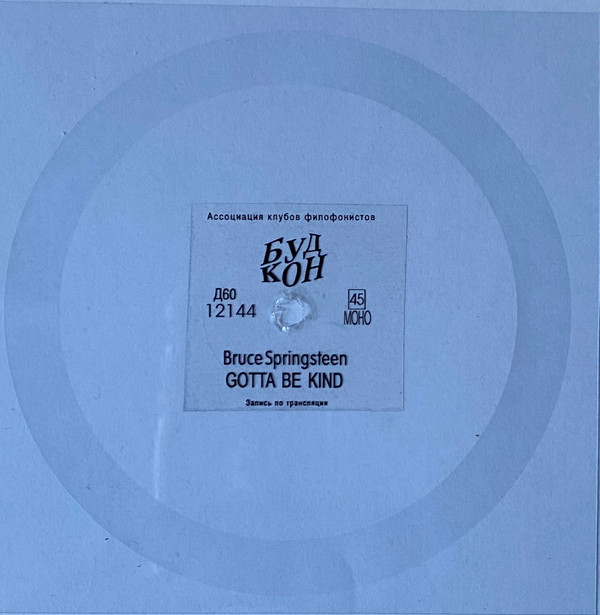 Ассоциация клубов филофонистов
БУД
КОН
Д60
12144
45
МОНО
Bruce Springsteen
GOTTA BE KIND
Запись по трансляции